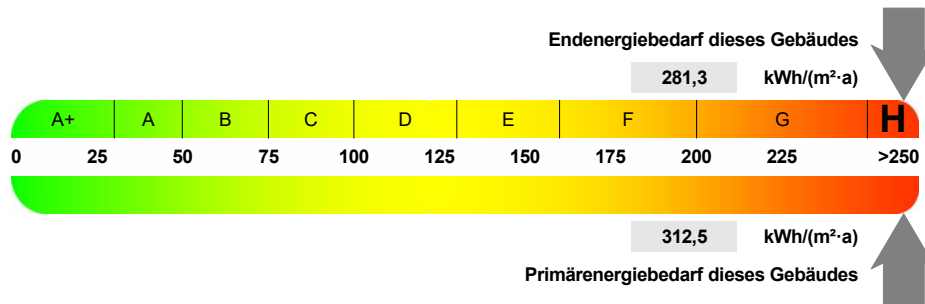 Endenergiebedarf dieses Gebäudes
281,3 kWh/(m²·a)
A+ A B C D E F G H
0 25 50 75 100 125 150 175 200 225 >250
312,5 kWh/(m²·a)
Primärenergiebedarf dieses Gebäudes